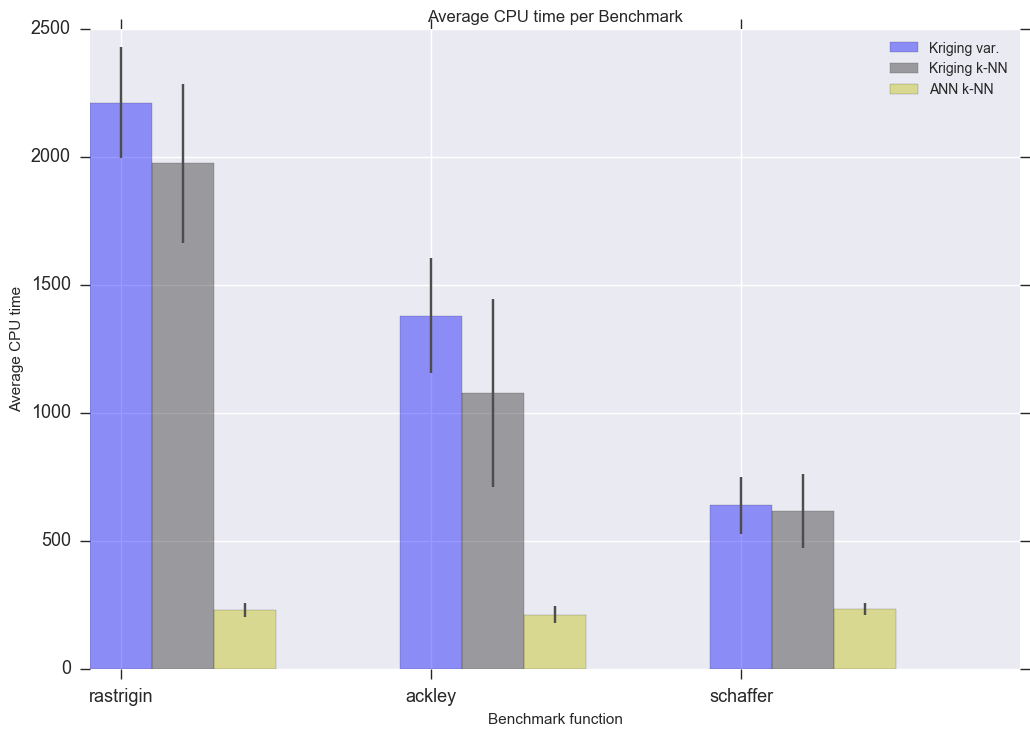 Average CPU time per Benchmark
2500
2000
1500
1000
500
0
Average CPU time
Kriging var.
Kriging k-NN
ANN k-NN
rastrigin
ackley
schaffer
Benchmark function